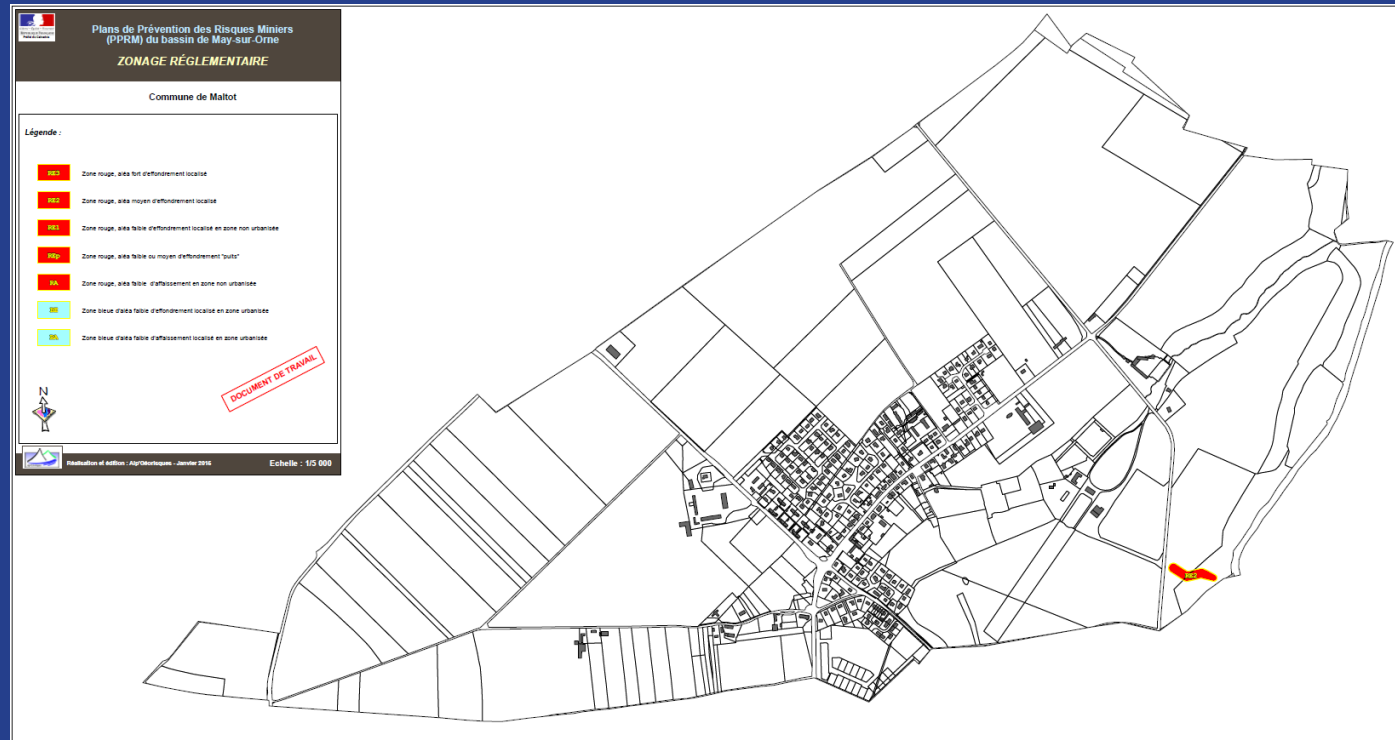 Plans de Prévention des Risques Miniers
(PPRM) du bassin de May-sur-Orne
ZONAGE RÉGLEMENTAIRE
Commune de Maltot
Légende :
RE3 Zone rouge, aléa fort d'effondrement localisé
RE2 Zone rouge, aléa moyen d'effondrement localisé
RE1 Zone rouge, aléa faible d'effondrement localisé en zone non urbanisée
REp Zone rouge, aléa faible ou moyen d'effondrement "puits"
RA Zone rouge, aléa faible d'affaissement en zone non urbanisée
Zone bleue d'aléa faible d'effondrement localisé en zone urbanisée
Zone bleue d'aléa faible d'affaissement localisé en zone urbanisée
DOCUMENT DE TRAVAIL
N
Réalisation et édition : Alp'Géorisques - Janvier 2016
Echelle : 1/5 000